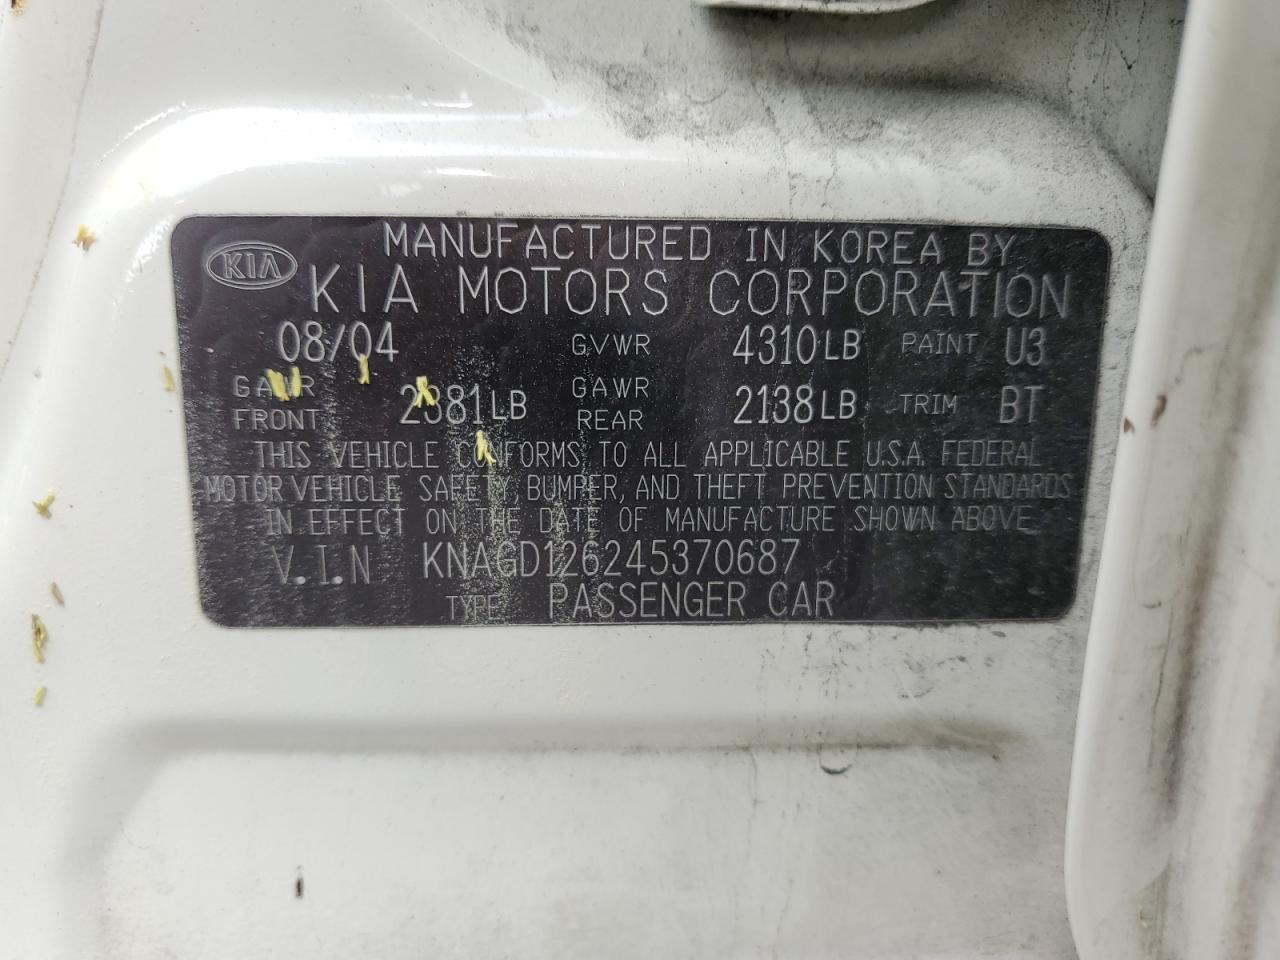 MANUFACTURED IN KOREA BY
KIA KIA MOTORS CORPORATION
08/04 GVWR 4310LB PAINT U3
GAWR FRONT LB GAWR REAR 2138LB TRIM BT
THIS VEHICLE CONFORMS TO ALL APPLICABLE U.S.A. FEDERAL
MOTOR VEHICLE SAFETY, BUMPER, AND THEFT PREVENTION STANDARDS
IN EFFECT ON THE DATE OF MANUFACTURE SHOWN ABOVE
V.I.N KNAGD126245370687
TYPE PASSENGER CAR